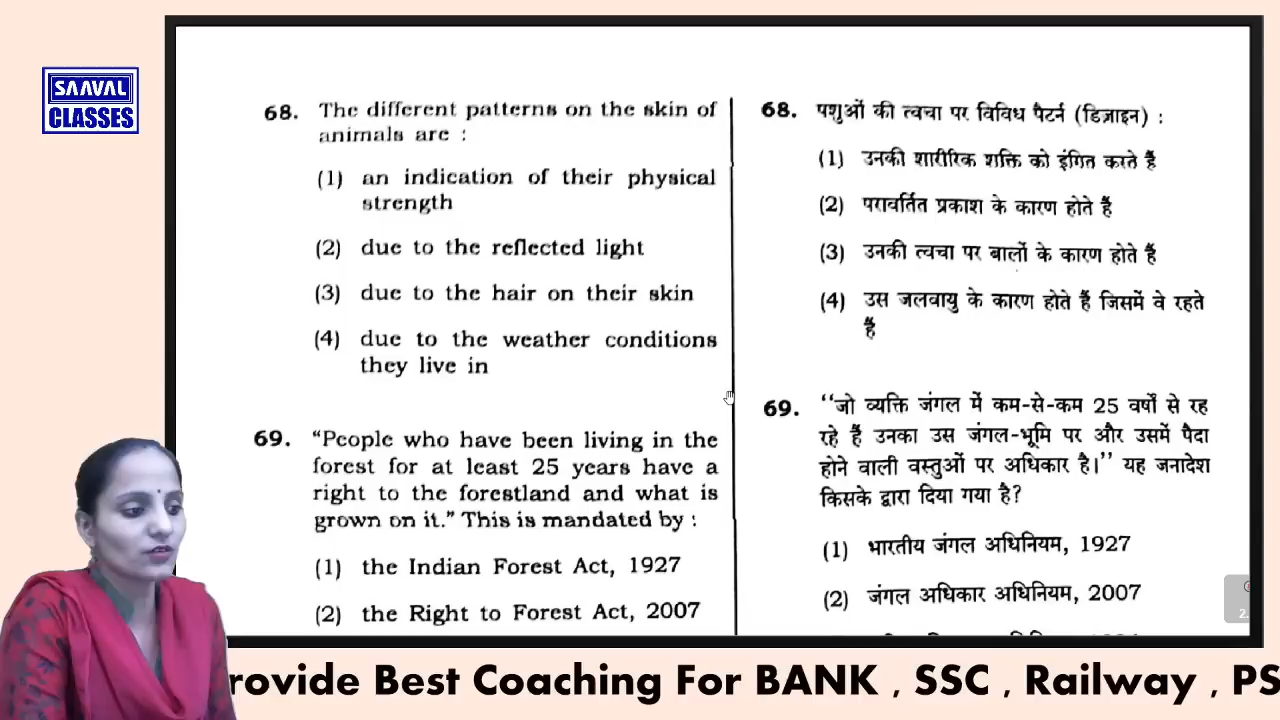 SAAVAL
CLASSES
68. The different patterns on the skin of
animals are :
(1) an indication of their physical
strength
(2) due to the reflected light
(3) due to the hair on their skin
(4) due to the weather conditions
they live in
69. “People who have been living in the
forest for at least 25 years have a
right to the forestland and what is
grown on it.” This is mandated by :
(1) the Indian Forest Act, 1927
(2) the Right to Forest Act, 2007
68. पशुओं की त्वचा पर विविध पैटर्न (डिज़ाइन) :
(1) उनकी शारीरिक शक्ति को इंगित करते हैं
(2) परावर्तित प्रकाश के कारण होते हैं
(3) उनकी त्वचा पर बालों के कारण होते हैं
(4) उस जलवायु के कारण होते हैं जिसमें वे रहते
हैं
69. ‘‘जो व्यक्ति जंगल में कम-से-कम 25 वर्षों से रह
रहे हैं उनका उस जंगल-भूमि पर और उसमें पैदा
होने वाली वस्तुओं पर अधिकार है।’’ यह जनादेश
किसके द्वारा दिया गया है?
(1) भारतीय जंगल अधिनियम, 1927
(2) जंगल अधिकार अधिनियम, 2007
rovide Best Coaching For BANK , SSC , Railway , PS